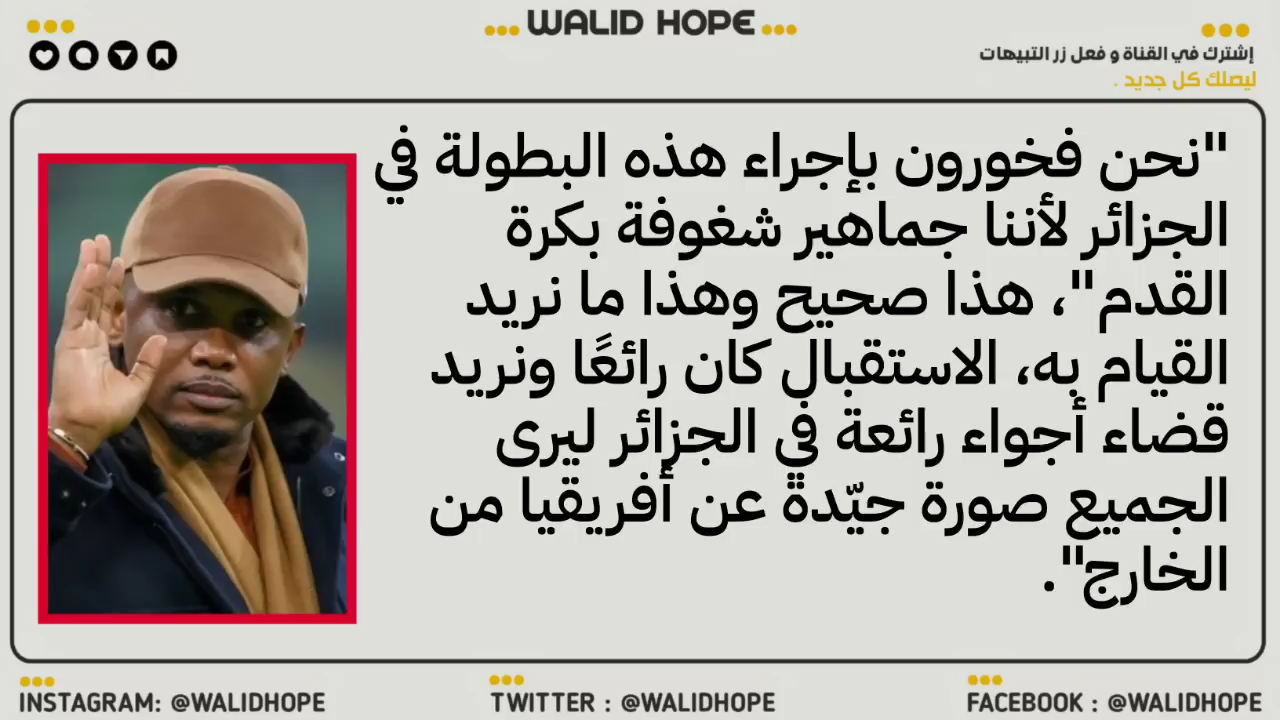 ...WALID HOPE...
إشترك في القناة و فعل زر التبيهات
ليصلك كل جديد .
"نحن فخورون بإجراء هذه البطولة في
الجزائر لأننا جماهير شغوفة بكرة
القدم"، هذا صحيح وهذا ما نريد
القيام به، الاستقبال كان رائعًا ونريد
قضاء أجواء رائعة في الجزائر ليرى
الجميع صورة جيّدة عن أفريقيا من
الخارج".
INSTAGRAM: @WALIDHOPE
TWITTER : @WALIDHOPE
FACEBOOK : @WALIDHOPE